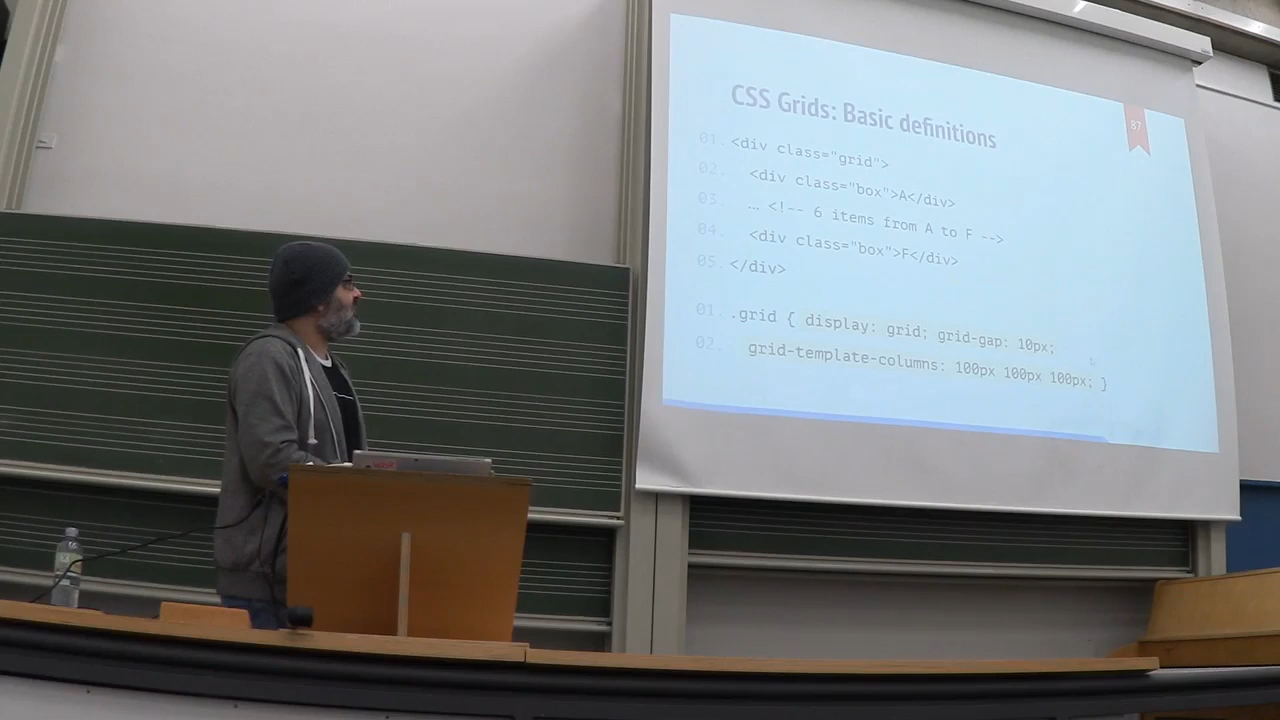 CSS Grids: Basic definitions
87
01. <div class="grid">
02. <div class="box">A</div>
03. … <!-- 6 items from A to F -->
04. <div class="box">F</div>
05. </div>
01. .grid { display: grid; grid-gap: 10px;
02. grid-template-columns: 100px 100px 100px; }